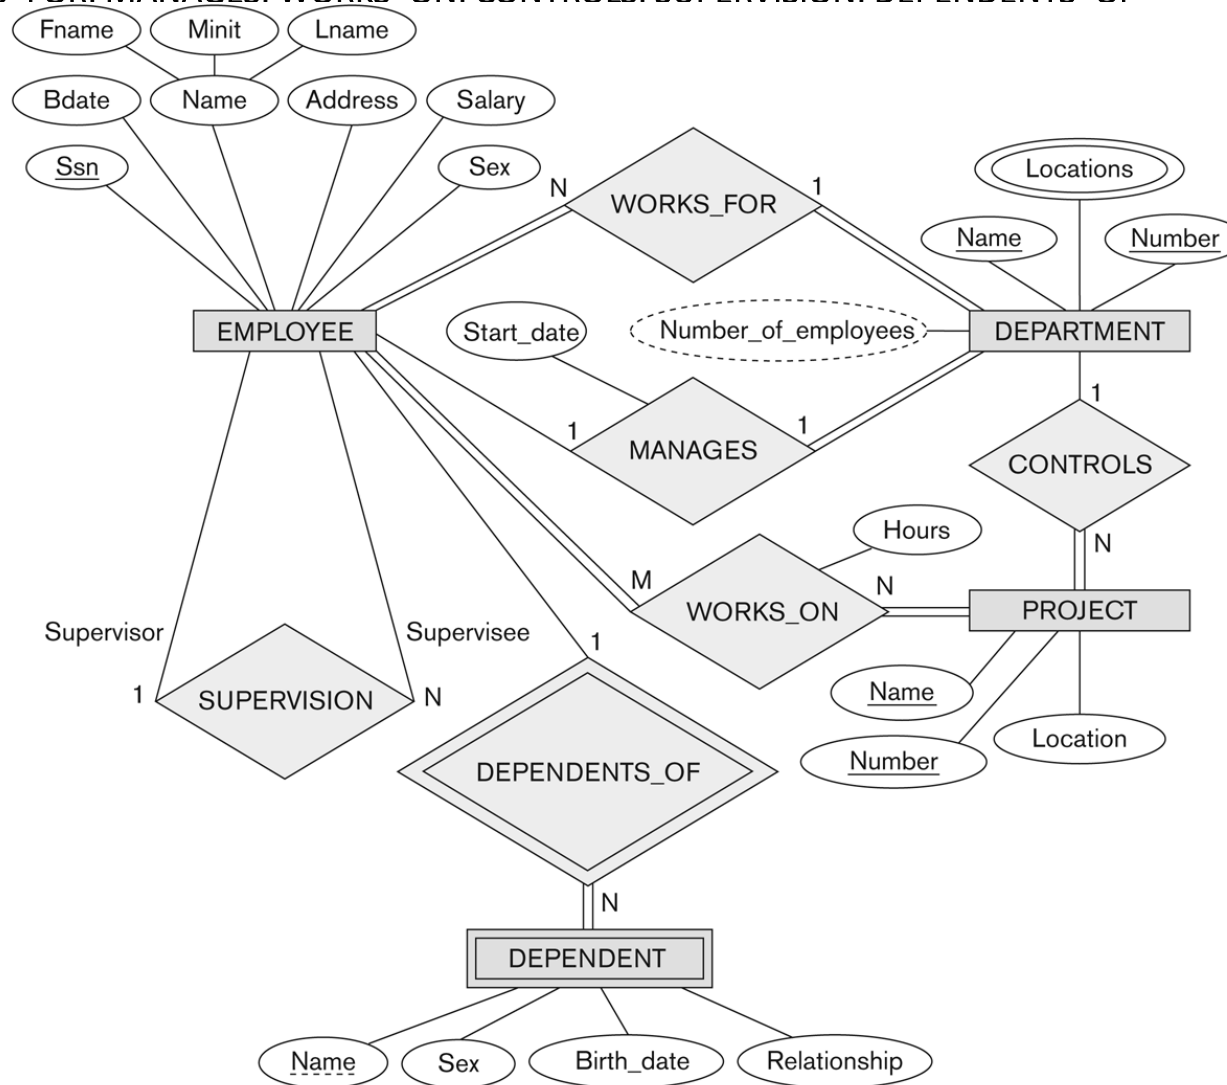 Fname Minit Lname
Bdate Name Address Salary
Ssn Sex
N WORKS_FOR 1
Locations
Name Number
EMPLOYEE Start_date Number_of_employees DEPARTMENT
1 MANAGES 1
1
CONTROLS
N
Hours
M WORKS_ON N
PROJECT
Supervisor Supervisee
1 SUPERVISION N
1
Name
Number
Location
DEPENDENTS_OF
N
DEPENDENT
Name Sex Birth_date Relationship